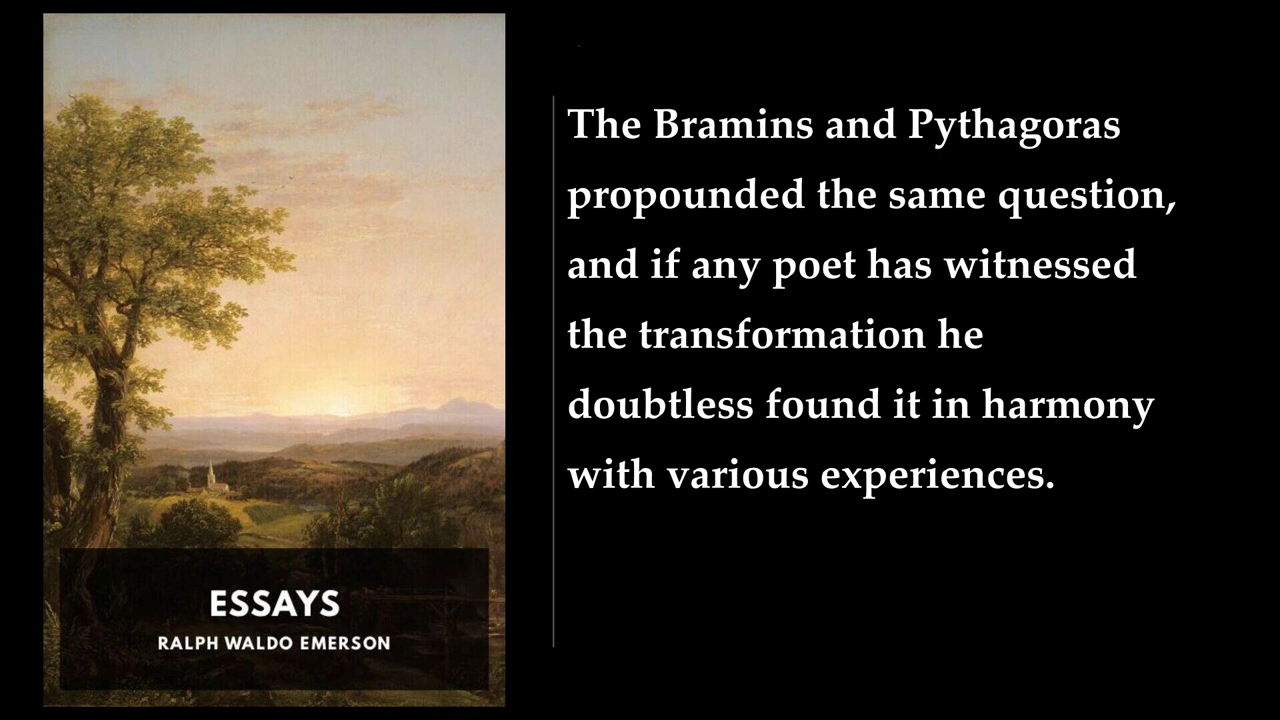 The Bramins and Pythagoras
propounded the same question,
and if any poet has witnessed
the transformation he
doubtless found it in harmony
with various experiences.
ESSAYS
RALPH WALDO EMERSON